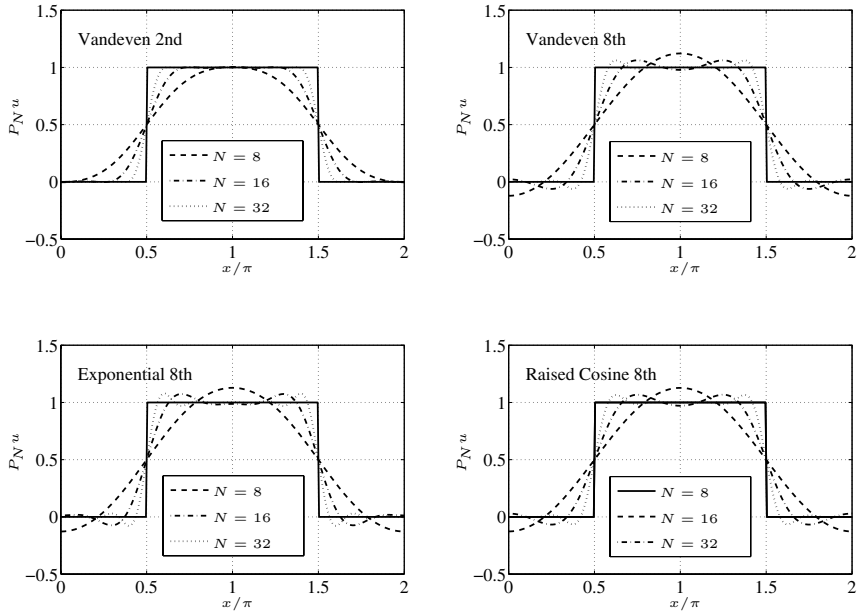 1.5
Vandeven 2nd
1
0.5
0
−0.5
P_N u
N = 8
N = 16
N = 32
0 0.5 1 1.5 2
x/π
1.5
Vandeven 8th
1
0.5
0
−0.5
P_N u
N = 8
N = 16
N = 32
0 0.5 1 1.5 2
x/π
1.5
Exponential 8th
1
0.5
0
−0.5
P_N u
N = 8
N = 16
N = 32
0 0.5 1 1.5 2
x/π
1.5
Raised Cosine 8th
1
0.5
0
−0.5
P_N u
N = 8
N = 16
N = 32
0 0.5 1 1.5 2
x/π